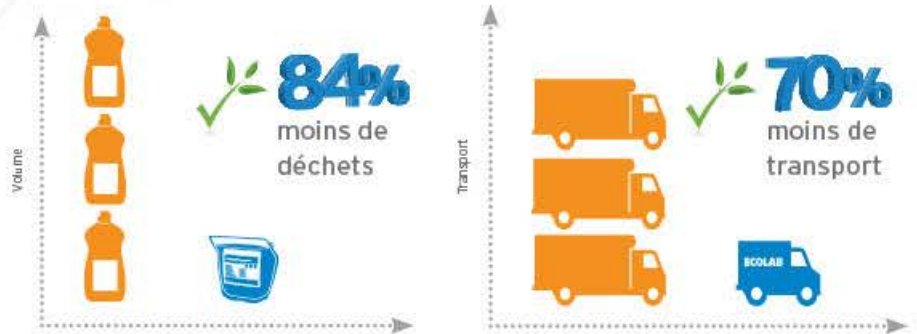 Volume
84%
moins de
déchets
Transport
70%
moins de
transport
ECOLAB